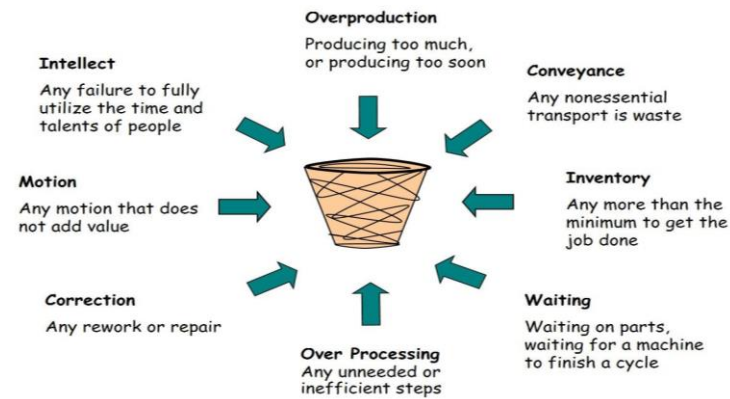 Overproduction
Producing too much,
or producing too soon
Intellect
Any failure to fully
utilize the time and
talents of people
Conveyance
Any nonessential
transport is waste
Motion
Any motion that does
not add value
Inventory
Any more than the
minimum to get the
job done
Correction
Any rework or repair
Over Processing
Any unneeded or
inefficient steps
Waiting
Waiting on parts,
waiting for a machine
to finish a cycle